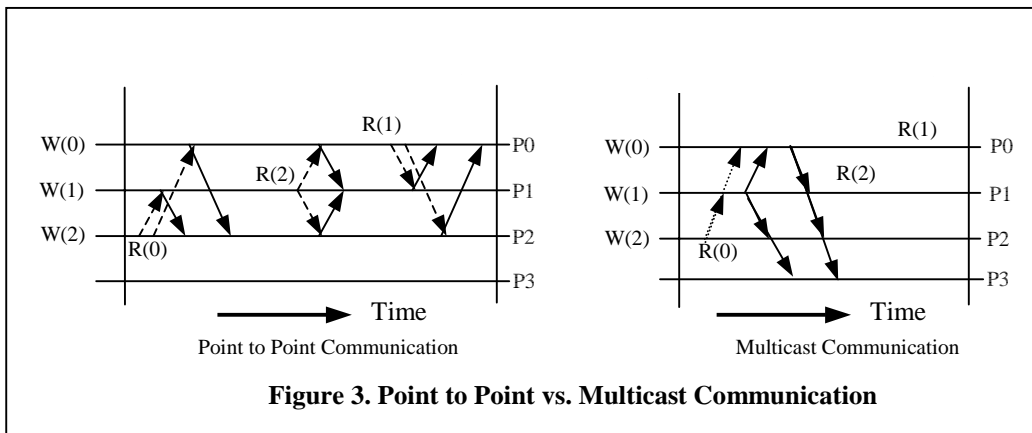 W(0)
W(1)
W(2)
R(0)
R(2)
R(1)
P0
P1
P2
P3
Time
Point to Point Communication
W(0)
W(1)
W(2)
R(0)
R(1)
R(2)
P0
P1
P2
P3
Time
Multicast Communication
Figure 3. Point to Point vs. Multicast Communication